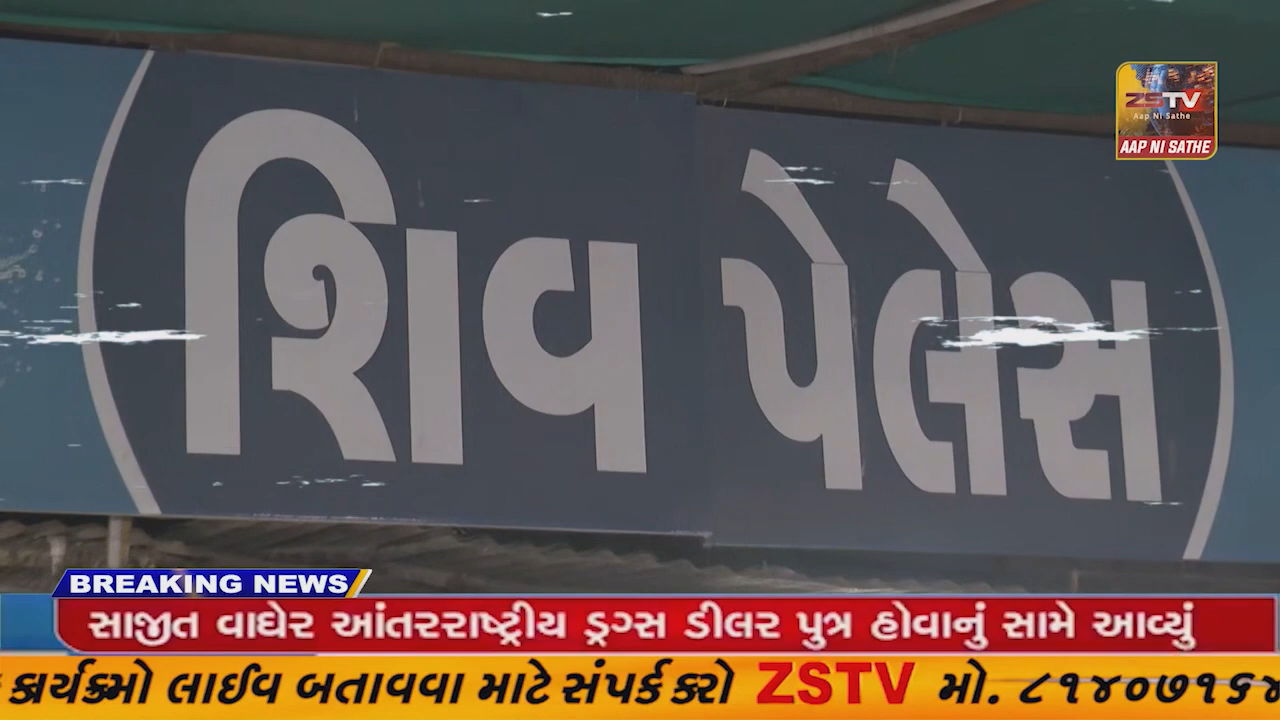 ZSTV
Aap Ni Sathe
AAP NI SATHE
શિવ પેલેસ
BREAKING NEWS
સાજીત વાઘેર આંતરરાષ્ટ્રીય ડ્રગ્સ ડીલર પુત્ર હોવાનું સામે આવ્યું
કાર્યક્રમો લાઈવ બતાવવા માટે સંપર્ક કરો ZSTV મો. ૮૧૪૦૭૧૬૪